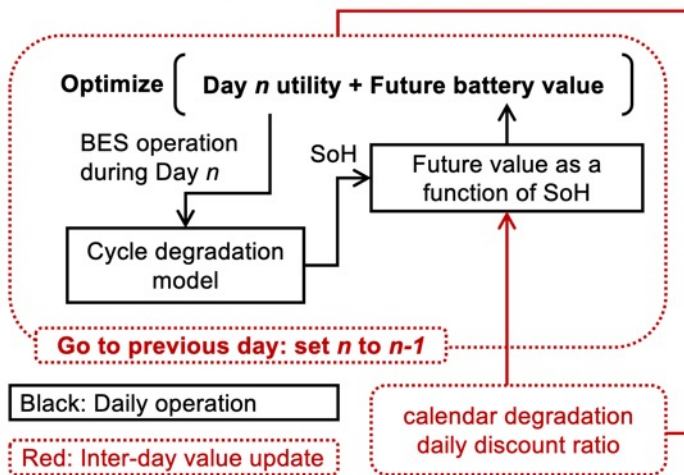 Optimize
Day n utility + Future battery value
BES operation
during Day n
SoH
Future value as a
function of SoH
Cycle degradation
model
Go to previous day: set n to n-1
Black: Daily operation
calendar degradation
daily discount ratio
Red: Inter-day value update